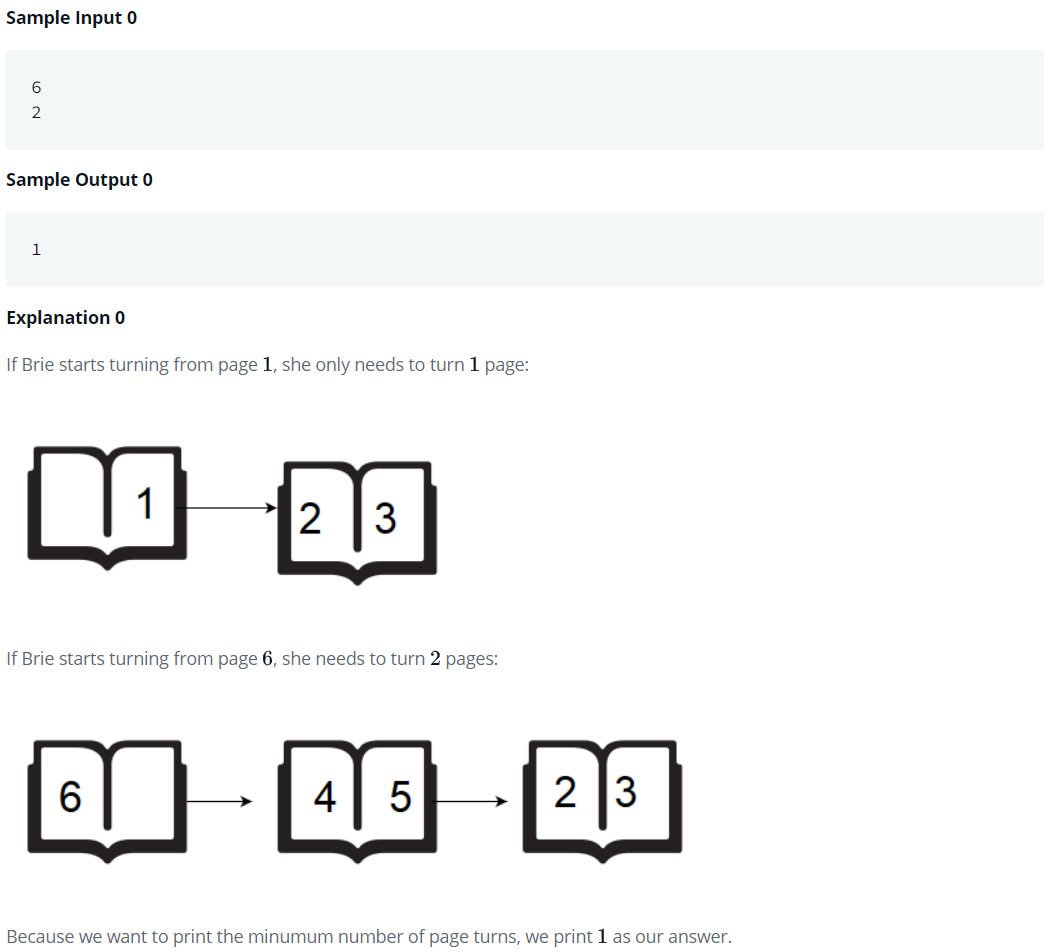 Sample Input 0
6
2
Sample Output 0
1
Explanation 0
If Brie starts turning from page 1, she only needs to turn 1 page:
1
2 3
If Brie starts turning from page 6, she needs to turn 2 pages:
6
4 5
2 3
Because we want to print the minumum number of page turns, we print 1 as our answer.